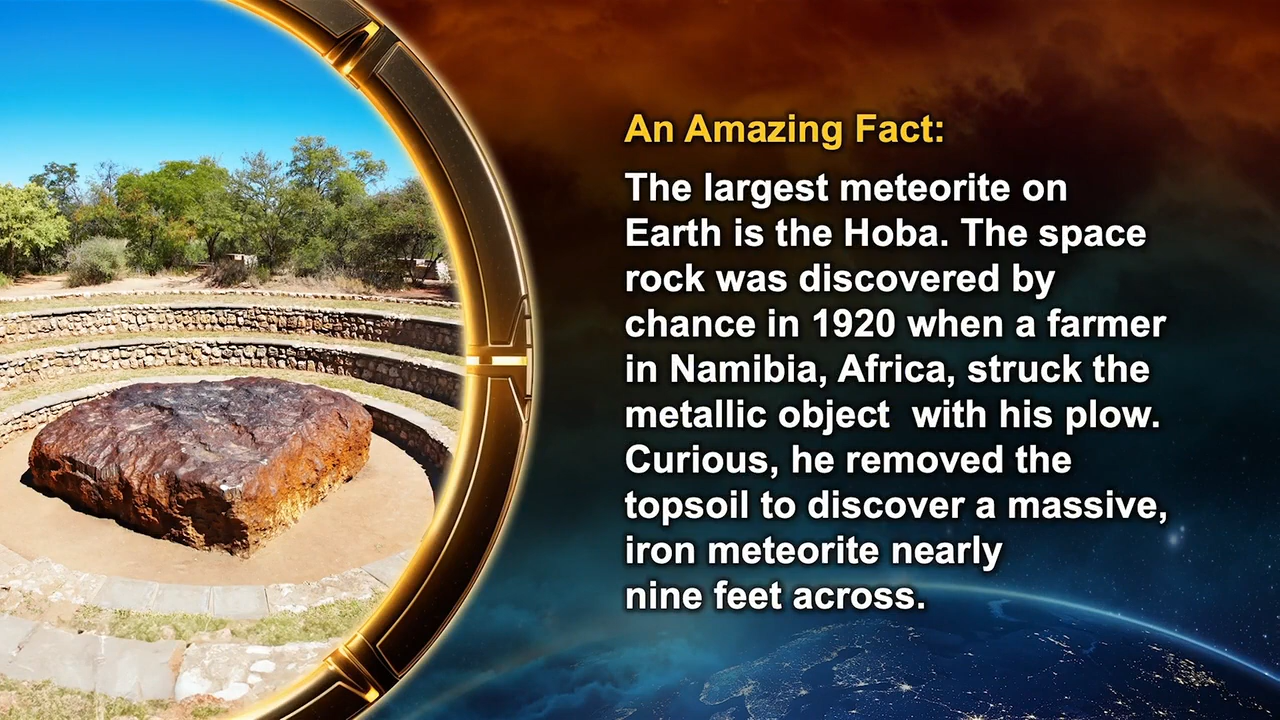 An Amazing Fact:
The largest meteorite on
Earth is the Hoba. The space
rock was discovered by
chance in 1920 when a farmer
in Namibia, Africa, struck the
metallic object  with his plow.
Curious, he removed the
topsoil to discover a massive,
iron meteorite nearly
nine feet across.